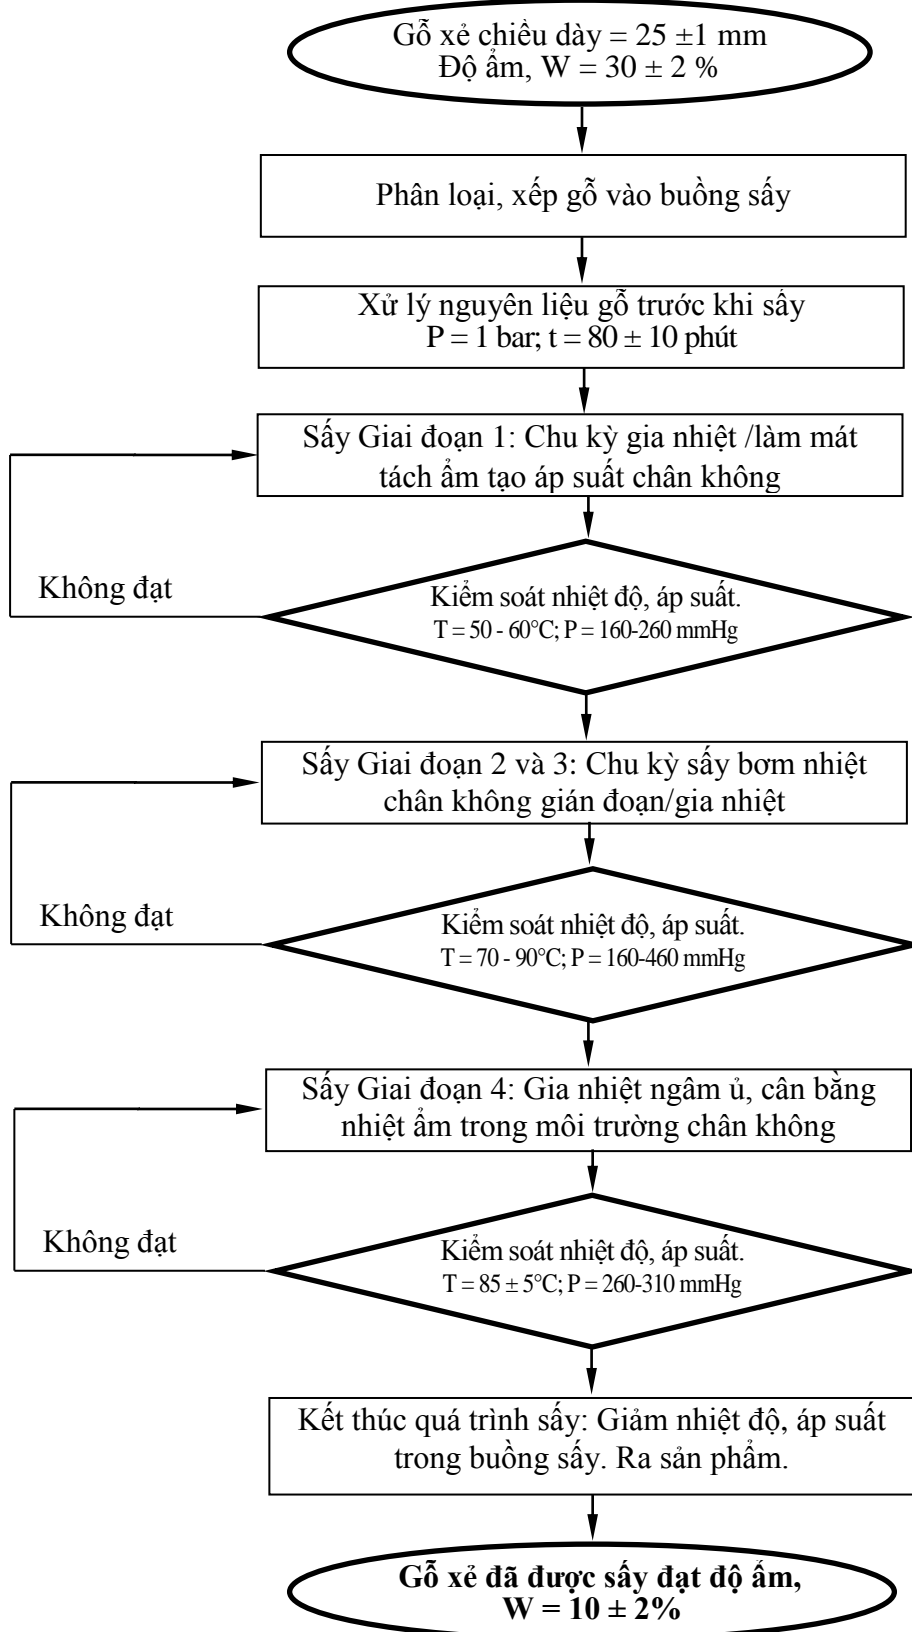 Gỗ xẻ chiều dày = 25 ±1 mm
Độ ẩm, W = 30 ± 2 %
Phân loại, xếp gỗ vào buồng sấy
Xử lý nguyên liệu gỗ trước khi sấy
P = 1 bar; t = 80 ± 10 phút
Sấy Giai đoạn 1: Chu kỳ gia nhiệt /làm mát
tách ẩm tạo áp suất chân không
Không đạt
Kiểm soát nhiệt độ, áp suất.
T = 50 - 60°C; P = 160-260 mmHg
Sấy Giai đoạn 2 và 3: Chu kỳ sấy bơm nhiệt
chân không gián đoạn/gia nhiệt
Không đạt
Kiểm soát nhiệt độ, áp suất.
T = 70 - 90°C; P = 160-460 mmHg
Sấy Giai đoạn 4: Gia nhiệt ngâm ủ, cân bằng
nhiệt ẩm trong môi trường chân không
Không đạt
Kiểm soát nhiệt độ, áp suất.
T = 85 ± 5°C; P = 260-310 mmHg
Kết thúc quá trình sấy: Giảm nhiệt độ, áp suất
trong buồng sấy. Ra sản phẩm.
Gỗ xẻ đã được sấy đạt độ ẩm,
W = 10 ± 2%